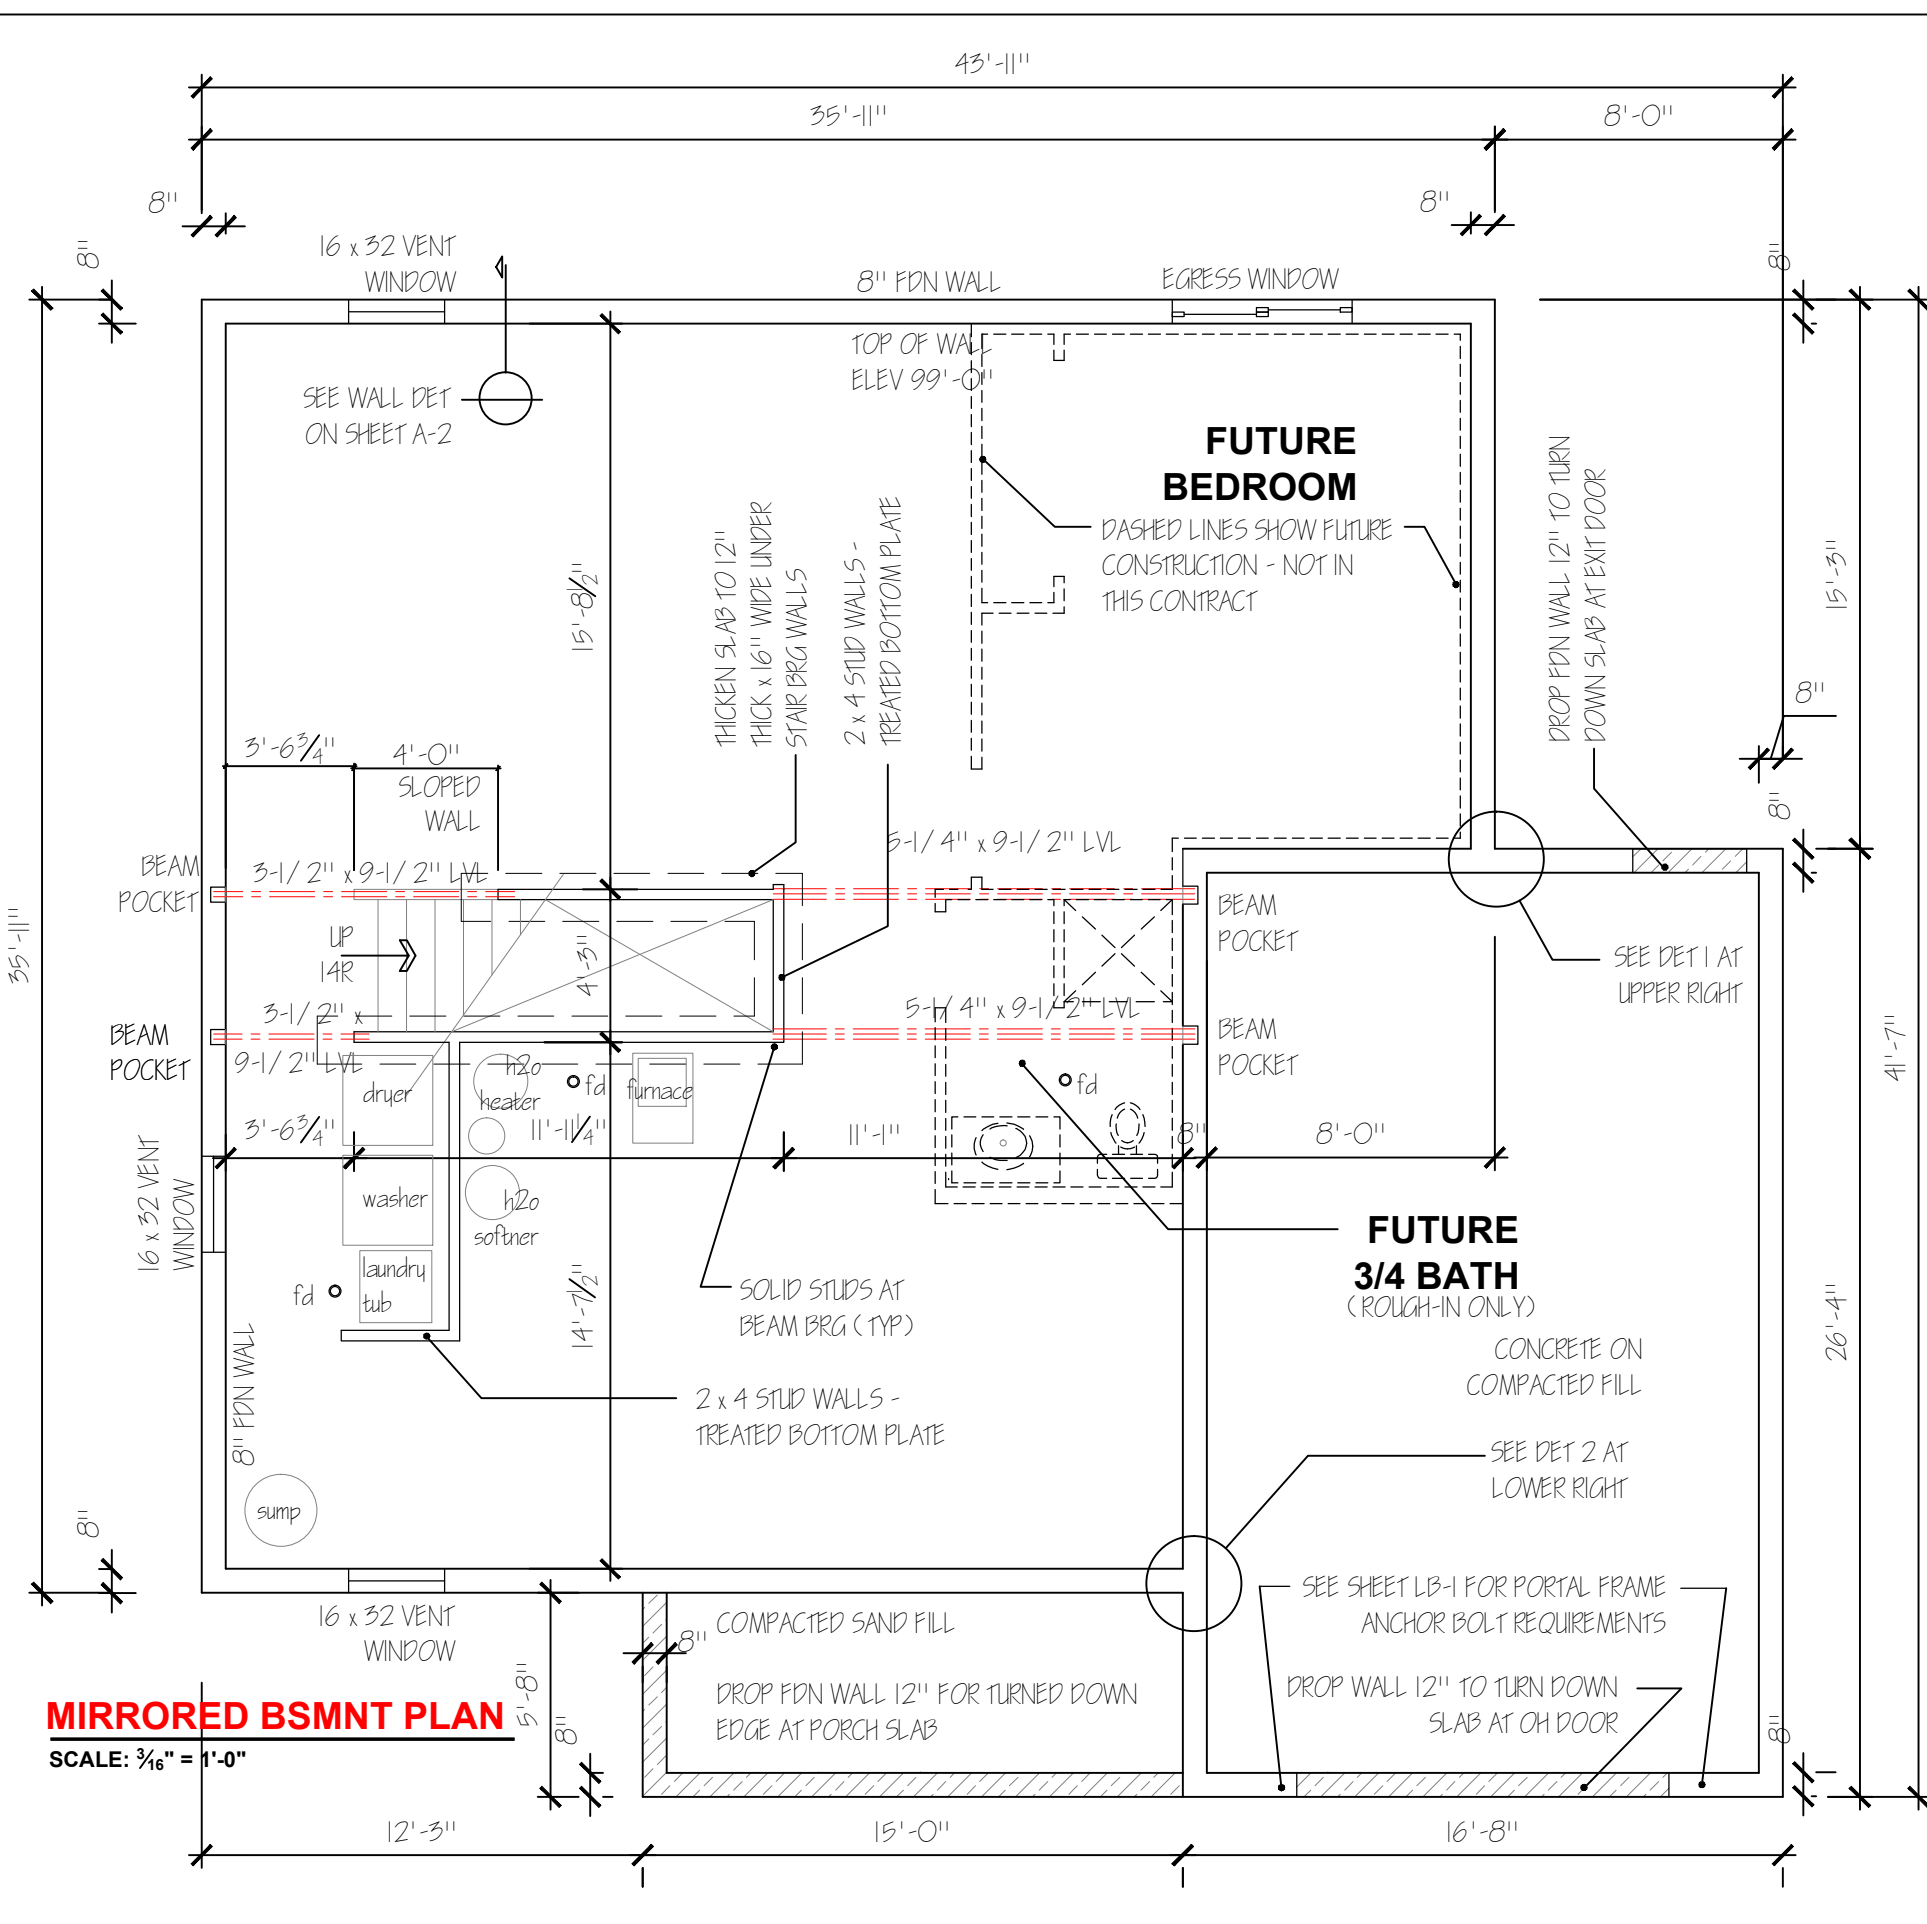 43'-11"
35'-11"
8'-0"
8"
8"
8"
8"
16 x 32 VENT
WINDOW
8" FDN WALL
EGRESS WINDOW
TOP OF WALL
ELEV 99'-0"
SEE WALL DET
ON SHEET A-2
FUTURE
BEDROOM
DASHED LINES SHOW FUTURE
CONSTRUCTION - NOT IN
THIS CONTRACT
THICKEN SLAB TO 12"
THICK x 16" WIDE UNDER
STAIR BRG WALLS
2 x 4 STUD WALLS -
TREATED BOTTOM PLATE
DROP FDN WALL 12" TO TURN
DOWN SLAB AT EXIT DOOR
15'-8 1/2"
15'-3"
8"
8"
3'-6 3/4"
4'-0"
SLOPED
WALL
BEAM
POCKET
3-1/2" x 9-1/2" LVL
5-1/4" x 9-1/2" LVL
BEAM
POCKET
UP
14R
4'-3"
35'-11"
SEE DET 1 AT
UPPER RIGHT
3-1/2" x
9-1/2" LVL
BEAM
POCKET
5-1/4" x 9-1/2" LVL
BEAM
POCKET
41'-7"
dryer
h2o
heater
fd
furnace
fd
3'-6 3/4"
11'-11 1/4"
11'-1"
8"
8'-0"
16 x 32 VENT
WINDOW
washer
h2o
softner
laundry
tub
fd
FUTURE
3/4 BATH
(ROUGH-IN ONLY)
SOLID STUDS AT
BEAM BRG (TYP)
14'-7 1/2"
26'-4"
CONCRETE ON
COMPACTED FILL
8" FDN WALL
2 x 4 STUD WALLS -
TREATED BOTTOM PLATE
SEE DET 2 AT
LOWER RIGHT
sump
8"
16 x 32 VENT
WINDOW
COMPACTED SAND FILL
8"
SEE SHEET LB-1 FOR PORTAL FRAME
ANCHOR BOLT REQUIREMENTS
DROP FDN WALL 12" FOR TURNED DOWN
EDGE AT PORCH SLAB
DROP WALL 12" TO TURN DOWN
SLAB AT OH DOOR
5'-8"
8"
8"
MIRRORED BSMNT PLAN
SCALE: 3⁄16" = 1'-0"
12'-3"
15'-0"
16'-8"